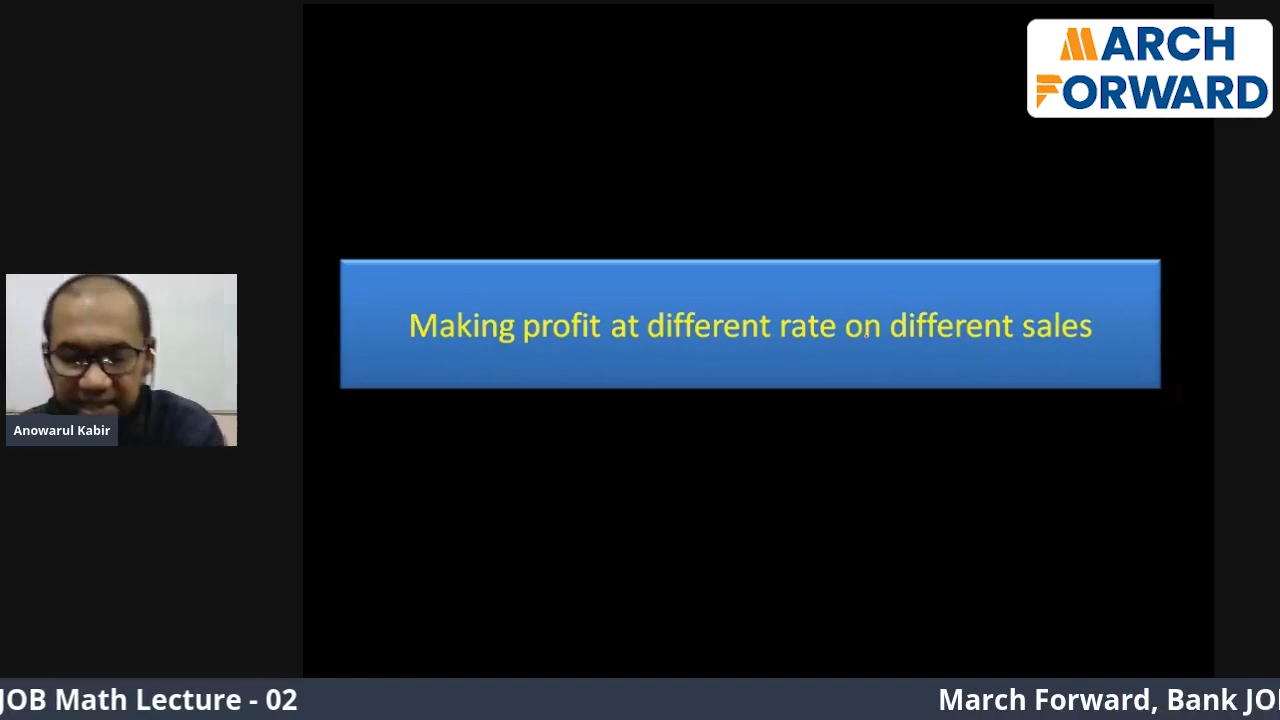 MARCH
FORWARD
Making profit at different rate on different sales
Anowarul Kabir
JOB Math Lecture - 02
March Forward, Bank JO